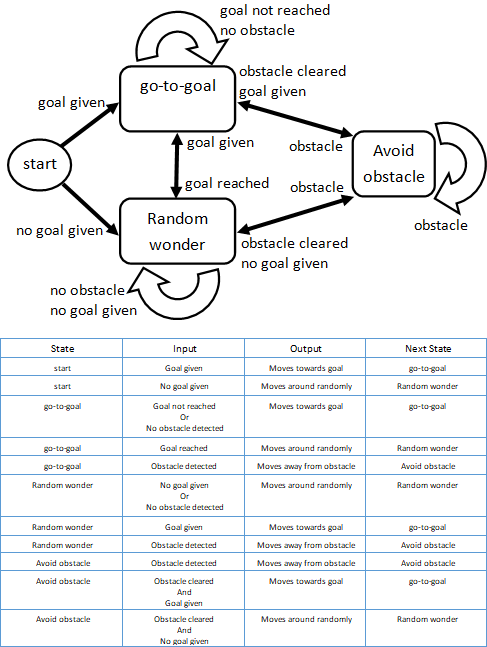 goal not reached
no obstacle
go-to-goal
obstacle cleared
goal given
goal given
goal given
obstacle
Avoid
obstacle
start
goal reached
obstacle
Random
wonder
no goal given
obstacle cleared
no goal given
obstacle
no obstacle
no goal given
State Input Output Next State
start Goal given Moves towards goal go-to-goal
start No goal given Moves around randomly Random wonder
go-to-goal Goal not reached Moves towards goal go-to-goal
Or
No obstacle detected
go-to-goal Goal reached Moves around randomly Random wonder
go-to-goal Obstacle detected Moves away from obstacle Avoid obstacle
Random wonder No goal given Moves around randomly Random wonder
Or
No obstacle detected
Random wonder Goal given Moves towards goal go-to-goal
Random wonder Obstacle detected Moves away from obstacle Avoid obstacle
Avoid obstacle Obstacle detected Moves away from obstacle Avoid obstacle
Avoid obstacle Obstacle cleared Moves towards goal go-to-goal
And
Goal given
Avoid obstacle Obstacle cleared Moves around randomly Random wonder
And
No goal given